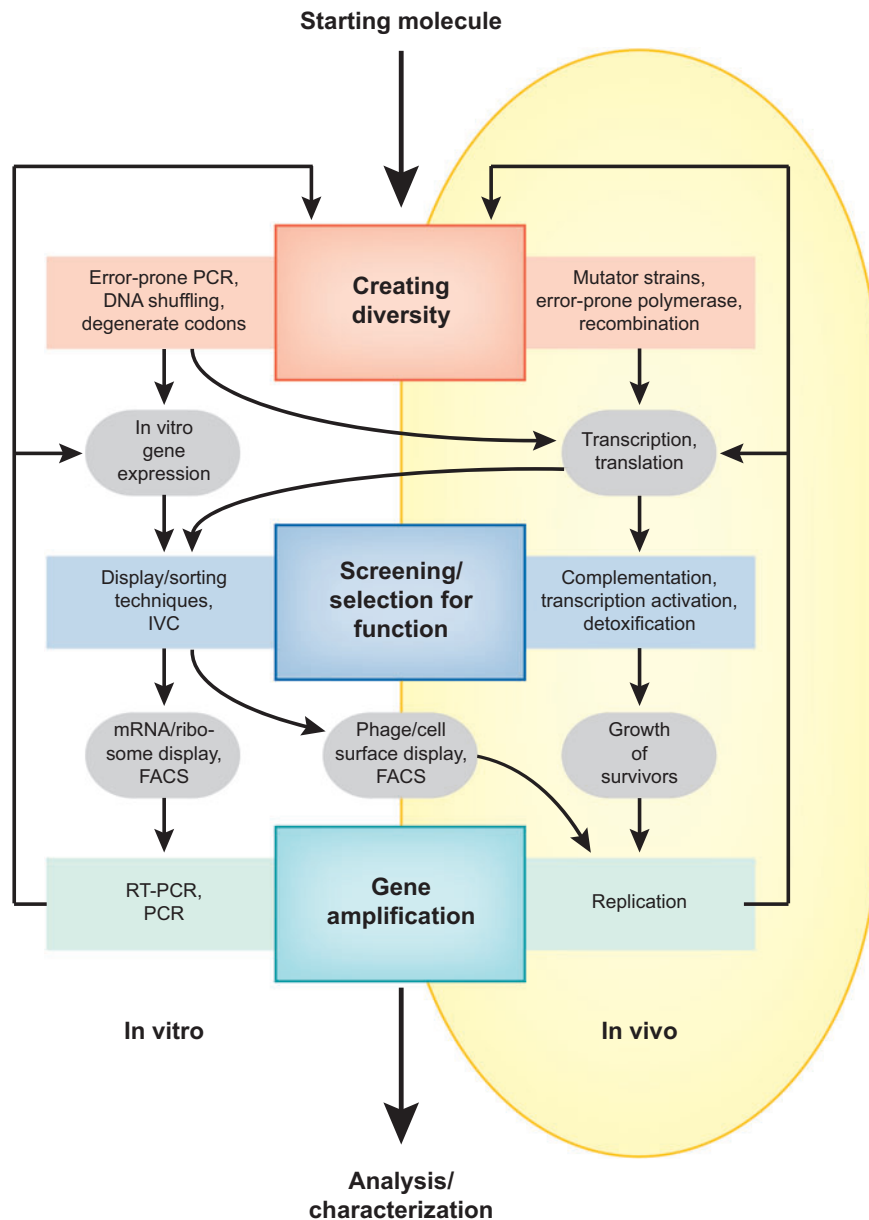 Starting molecule
Error-prone PCR,
DNA shuffling,
degenerate codons
Creating
diversity
Mutator strains,
error-prone polymerase,
recombination
In vitro
gene
expression
Transcription,
translation
Display/sorting
techniques,
IVC
Screening/
selection for
function
Complementation,
transcription activation,
detoxification
mRNA/ribo-
some display,
FACS
Phage/cell
surface display,
FACS
Growth
of
survivors
RT-PCR,
PCR
Gene
amplification
Replication
In vitro
In vivo
Analysis/
characterization